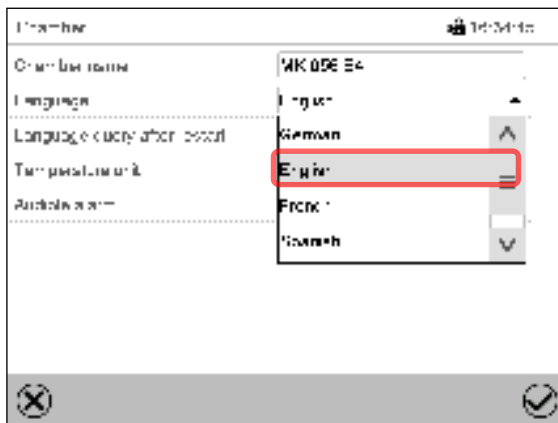 Chamber
Chamber name MK 056 E4
Language English
Language query after restart German
Temperature unit English
Audible alarm French
Spanish